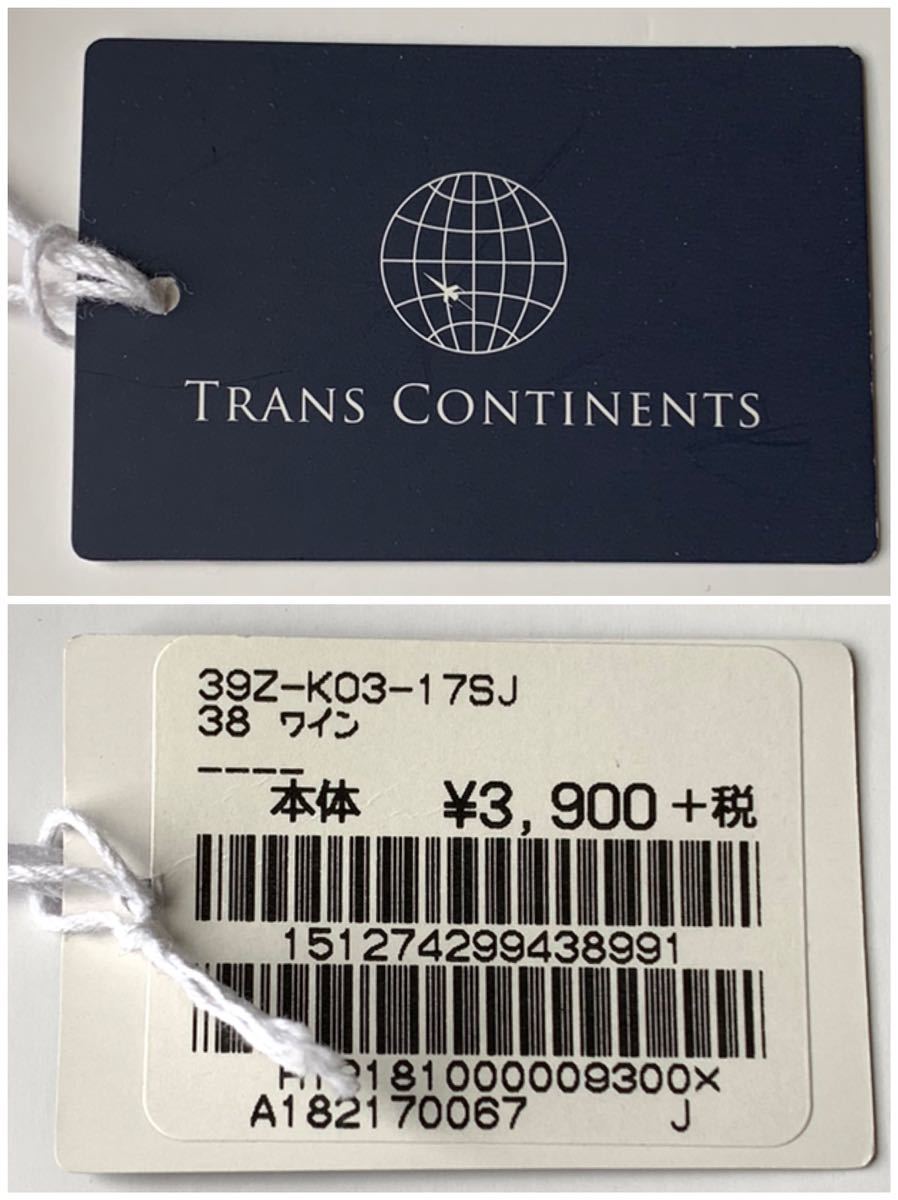 TRANS CONTINENTS
39Z-K03-17SJ
38 ワイン
----
本体 ¥3,900+税
151274299438991
A182170067 J